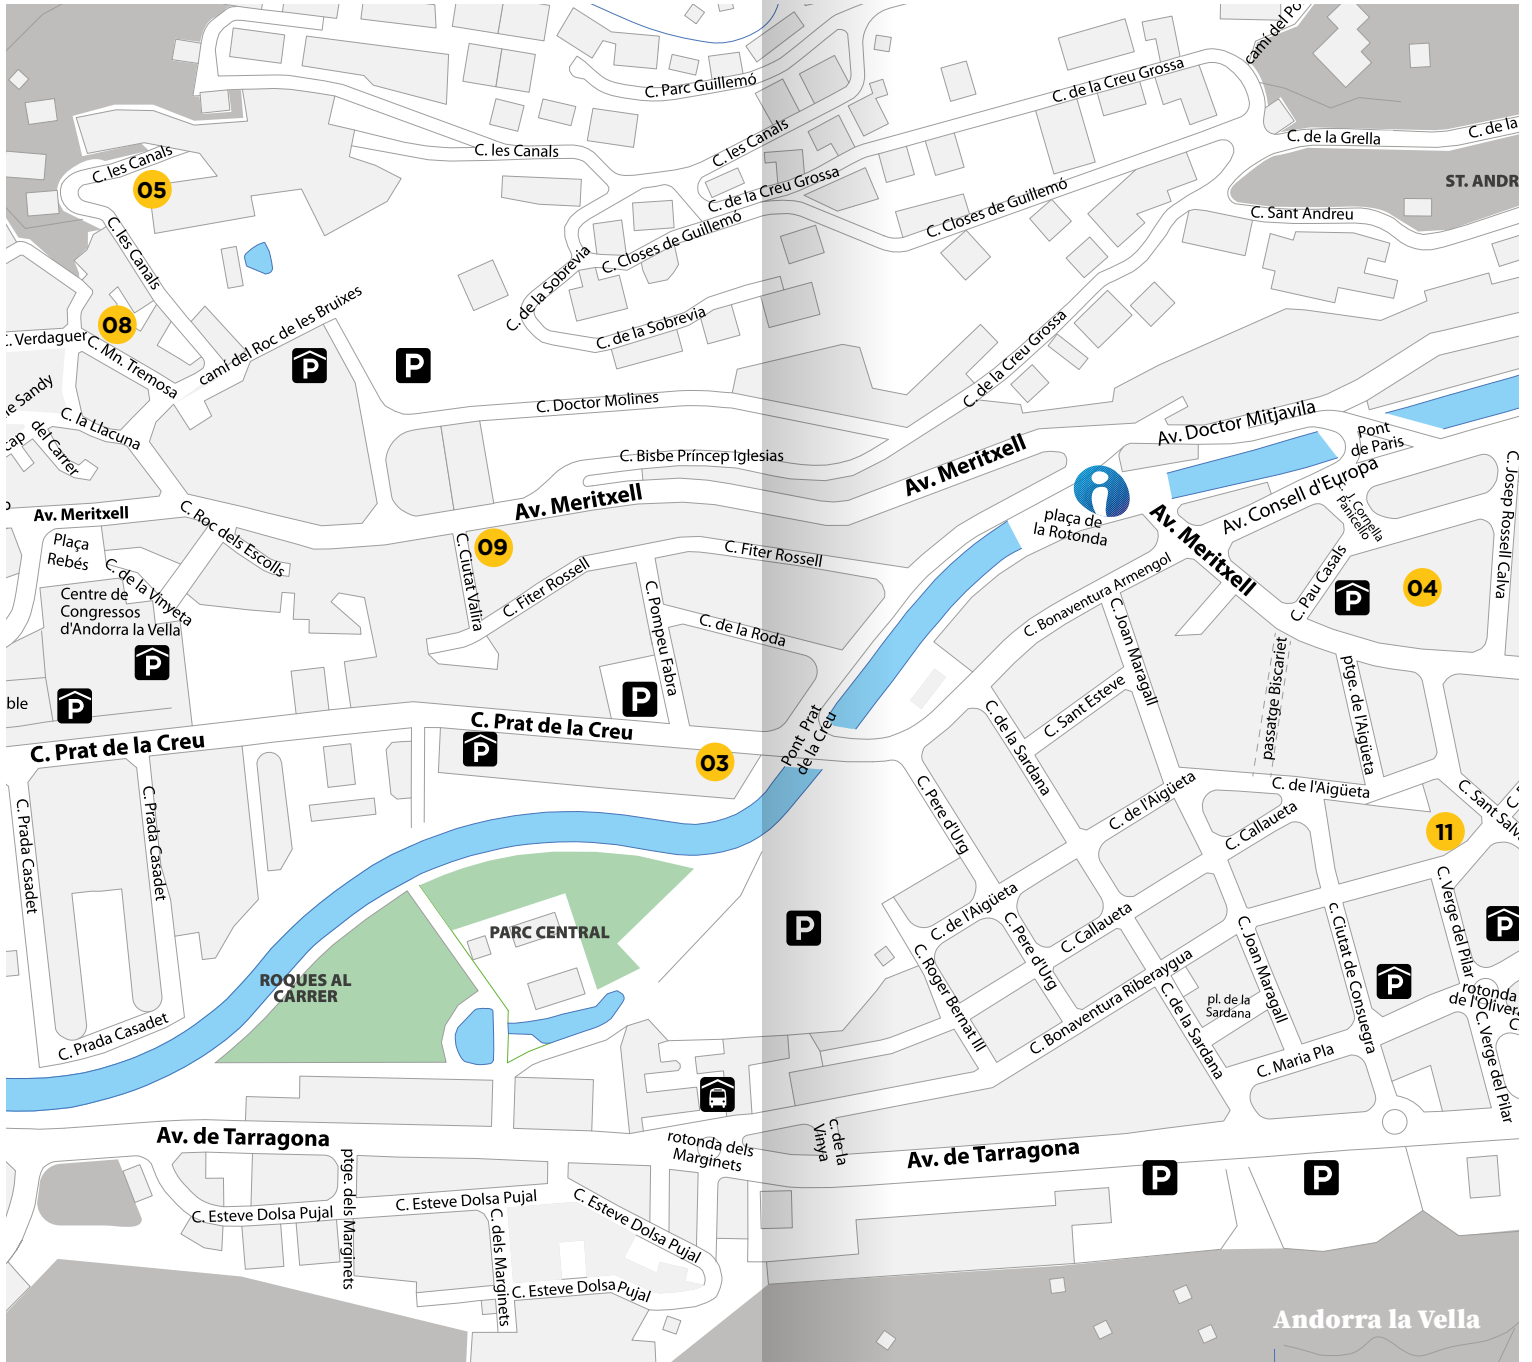 camí del Po
C. Parc Guillemó
C. de la Creu Grossa
C. les Canals
C. les Canals
C. les Canals
C. de la Grella
C. de la
05
ST. ANDR
C. de la Creu Grossa
C. Closes de Guillemó
C. Closes de Guillemó
C. Sant Andreu
C. les Canals
C. de la Sobrevia
C. de la Sobrevia
08
C. Verdaguer
C. Mn. Tremosa
camí del Roc de les Bruixes
P
P
C. de la Creu Grossa
C. Doctor Molines
C. la Llacuna
del Carrer
Av. Doctor Mitjavila
Pont
de Paris
C. Bisbe Príncep Iglesias
Av. Meritxell
Av. Meritxell
Av. Meritxell
Av. Meritxell
i
plaça de
la Rotonda
Av. Consell d'Europa
J. Cornella
Panicello
C. Josep Rossell Calva
C. Roc dels Escolls
Plaça
Rebés
C. de la Vinyeta
Centre de
Congressos
d'Andorra la Vella
P
P
ble
C. Ciutat Valira
09
C. Fiter Rossell
C. Fiter Rossell
C. Pompeu Fabra
C. de la Roda
P
C. Bonaventura Armengol
C. Joan Maragall
C. Pau Casals
P
04
C. Sant Esteve
passatge Biscariet
ptge. de l'Aigüeta
C. Prat de la Creu
C. Prat de la Creu
P
03
Pont Prat
de la Creu
C. de la Sardana
C. Pere d'Urg
C. de l'Aigüeta
C. de l'Aigüeta
C. Callaueta
C. Sant Salv
11
C. Prada Casadet
C. Prada Casadet
C. Prada Casadet
PARC CENTRAL
ROQUES AL
CARRER
P
C. de l'Aigüeta
C. Pere d'Urg
C. Callaueta
C. Roger Bernat III
C. Bonaventura Riberaygua
C. Joan Maragall
c. Ciutat de Consuegra
C. Verge del Pilar
P
P
rotonda
de l'Oliver
C. Verge del Pilar
pl. de la
Sardana
C. de la Sardana
C. Maria Pla
Av. de Tarragona
Av. de Tarragona
rotonda dels
Marginets
C. de la
Vinya
P
P
ptge. dels Marginets
C. Esteve Dolsa Pujal
C. Esteve Dolsa Pujal
C. Esteve Dolsa Pujal
C. Esteve Dolsa Pujal
C. dels Marginets
Andorra la Vella